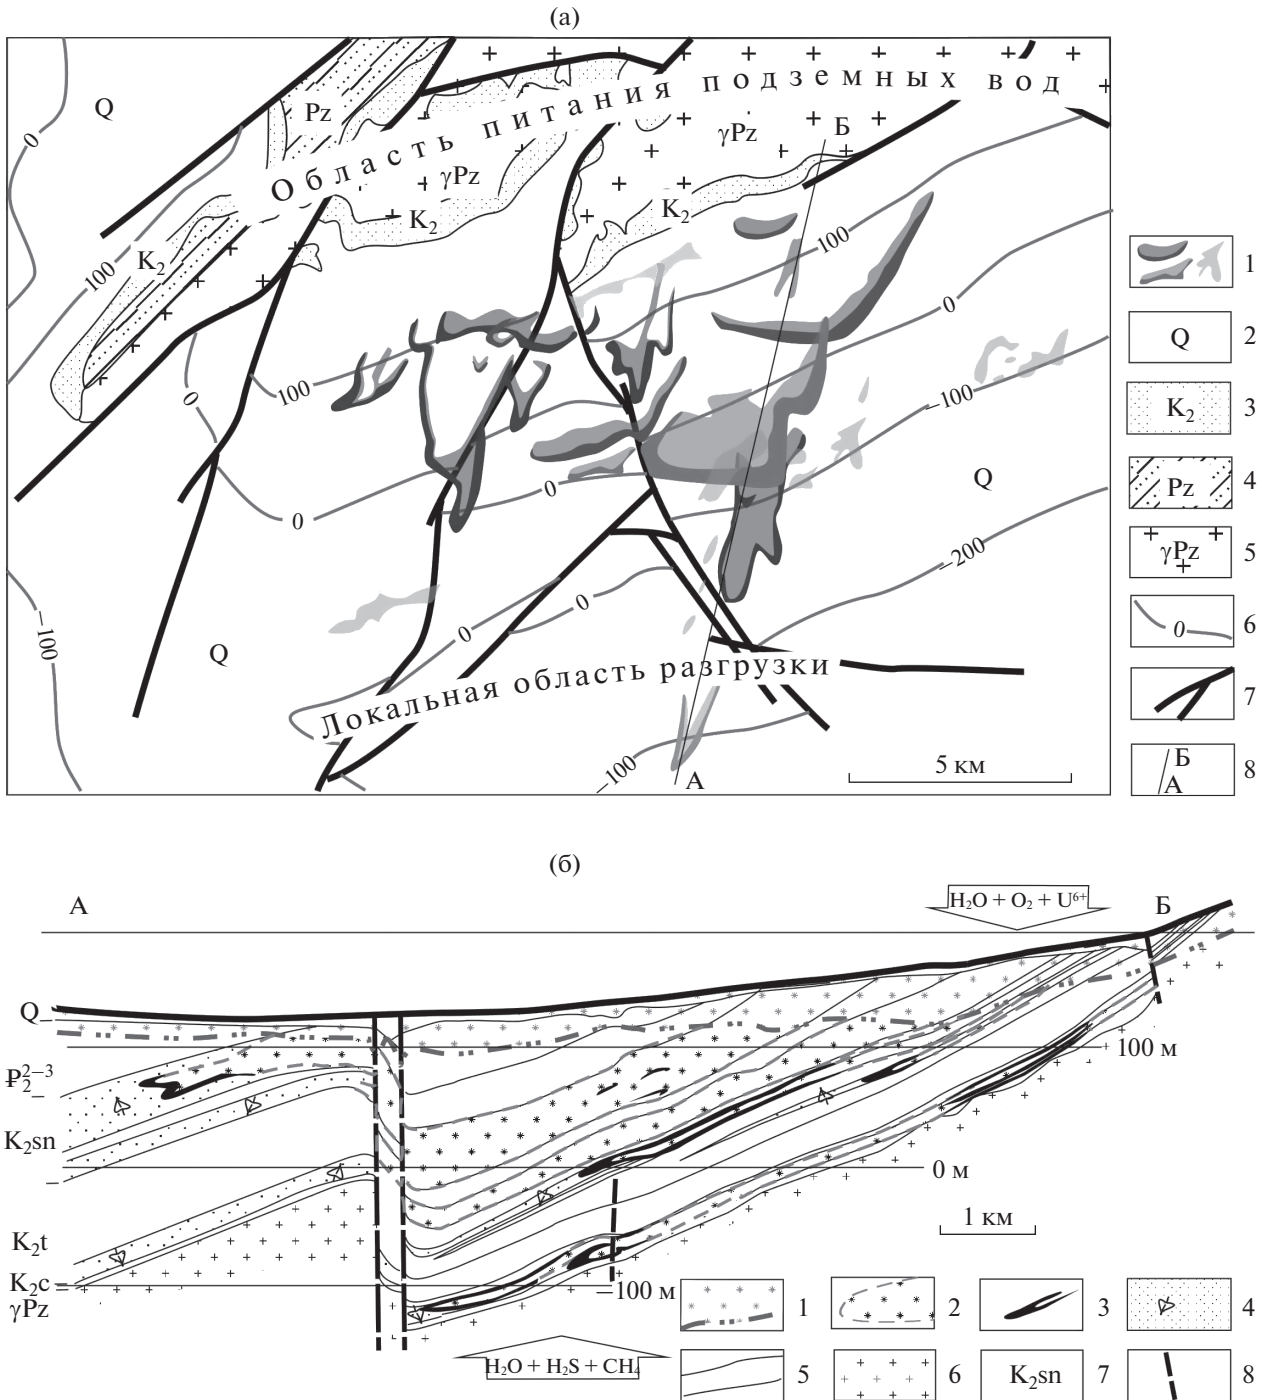 (а)
Q
Pz
Область питания подземных вод
γPz
Б
0
γPz
K₂
K₂
100
K₂
100
0
100
0
–100
0
0
Q
–200
0
0
–100
Q
Локальная область разгрузки
–100
А
5 км
1
Q 2
K₂ 3
Pz 4
γPz 5
0 6
7
Б
А 8
(б)
А
H₂O + O₂ + U⁶⁺
Б
Q
100 м
₽₂²⁻³
K₂sn
0 м
1 км
K₂t
K₂c
γPz
–100 м
1 2 3 4
H₂O + H₂S + CH₄
5 6 K₂sn 7 8